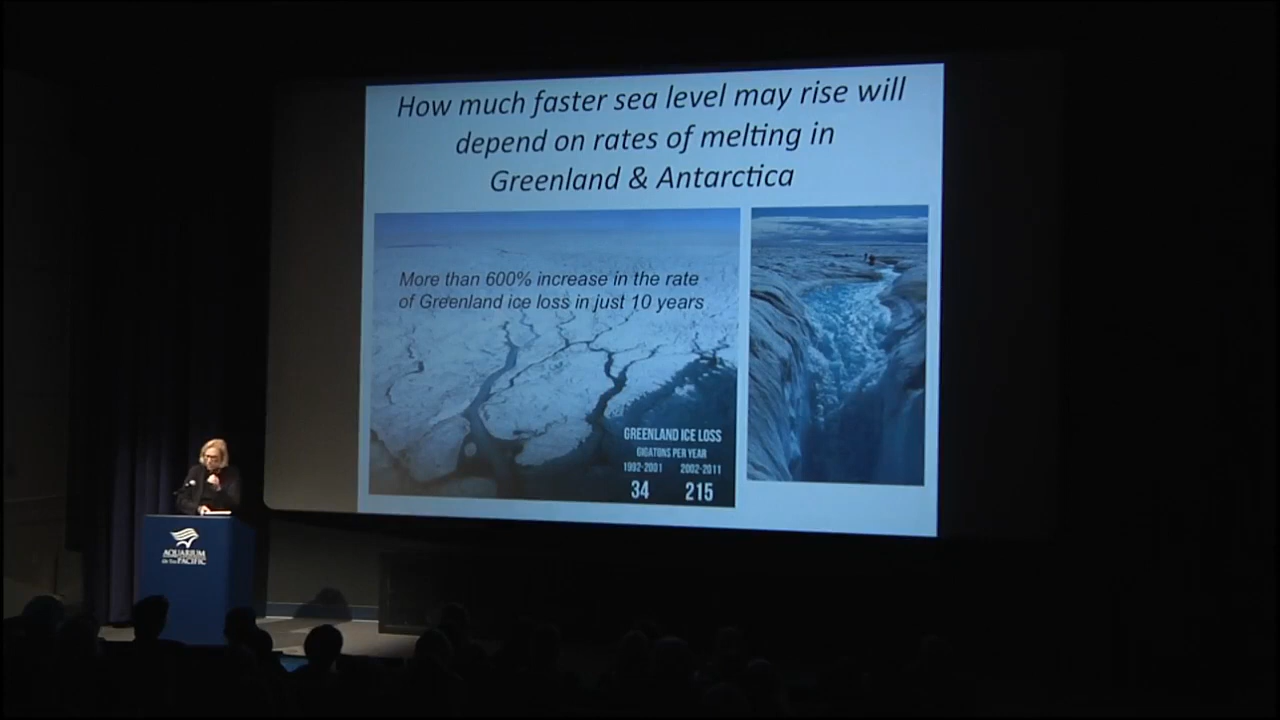 How much faster sea level may rise will
depend on rates of melting in
Greenland & Antarctica
More than 600% increase in the rate
of Greenland ice loss in just 10 years
GREENLAND ICE LOSS
GIGATONS PER YEAR
1992-2001 2002-2011
34 215
AQUARIUM
OF THE PACIFIC